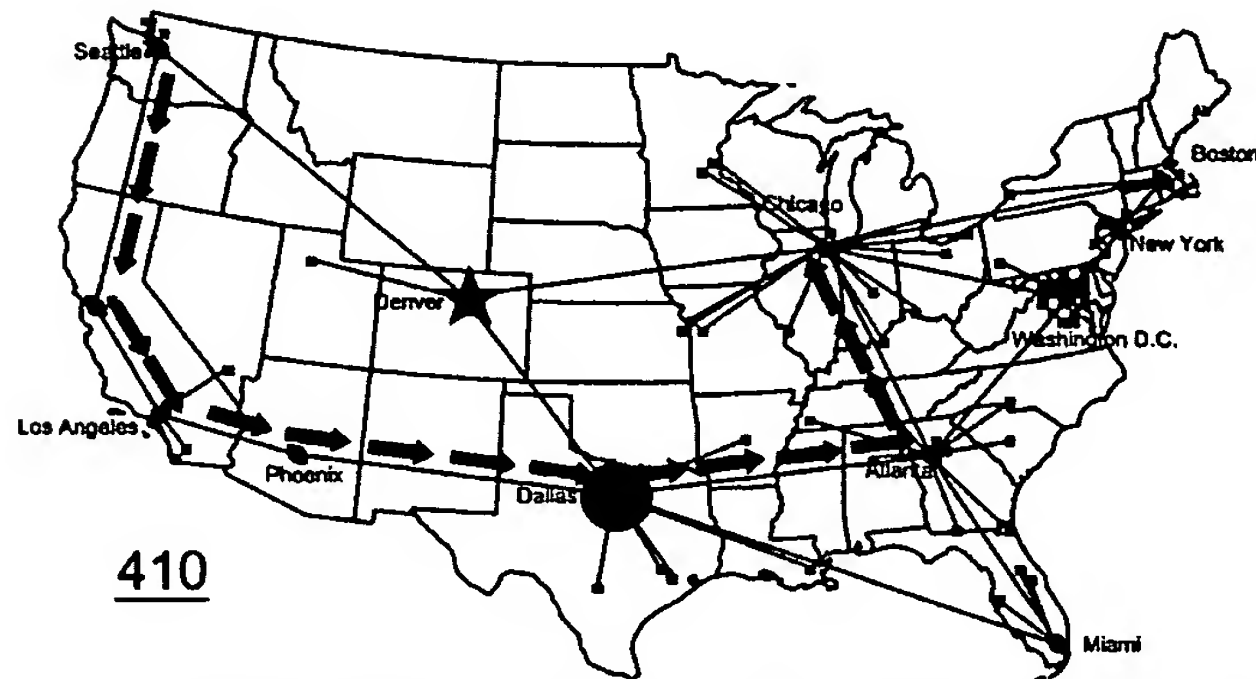 Seattle
Boston
Chicago
New York
Denver
Washington D.C.
Los Angeles
Phoenix
Dallas
Atlanta
410
Miami